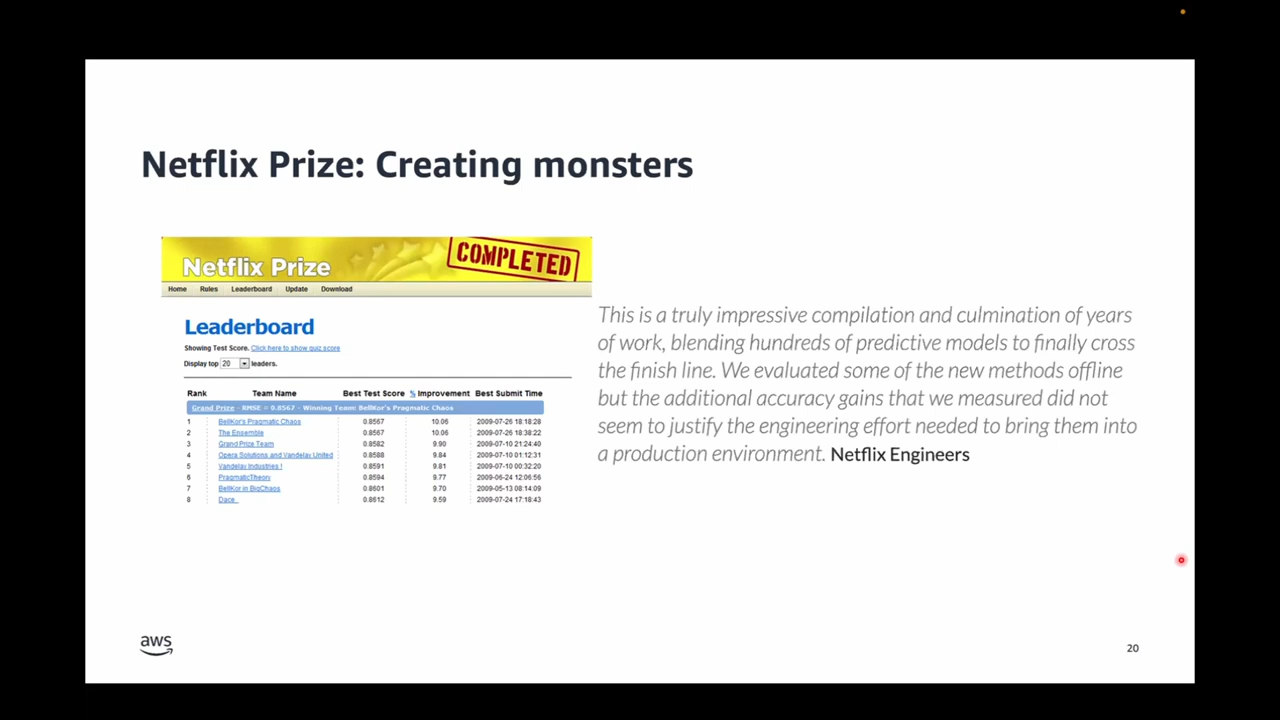 Netflix Prize: Creating monsters
Netflix Prize
COMPLETED
Home Rules Leaderboard Update Download
Leaderboard
Showing Test Score. Click here to show quiz score
Display top 20 leaders.
Rank Team Name Best Test Score % Improvement Best Submit Time
Grand Prize - RMSE = 0.8567 - Winning Team: BellKor's Pragmatic Chaos
1 BellKor's Pragmatic Chaos 0.8567 10.06 2009-07-26 18:18:28
2 The Ensemble 0.8567 10.06 2009-07-26 18:38:22
3 Grand Prize Team 0.8582 9.90 2009-07-10 21:24:40
4 Opera Solutions and Vandelay United 0.8588 9.84 2009-07-10 01:12:31
5 Vandelay Industries ! 0.8591 9.81 2009-07-10 00:32:20
6 PragmaticTheory 0.8594 9.77 2009-06-24 12:06:56
7 BellKor in BigChaos 0.8601 9.70 2009-05-13 08:14:09
8 Dace_ 0.8612 9.59 2009-07-24 17:18:43
This is a truly impressive compilation and culmination of years
of work, blending hundreds of predictive models to finally cross
the finish line. We evaluated some of the new methods offline
but the additional accuracy gains that we measured did not
seem to justify the engineering effort needed to bring them into
a production environment. Netflix Engineers
aws
20